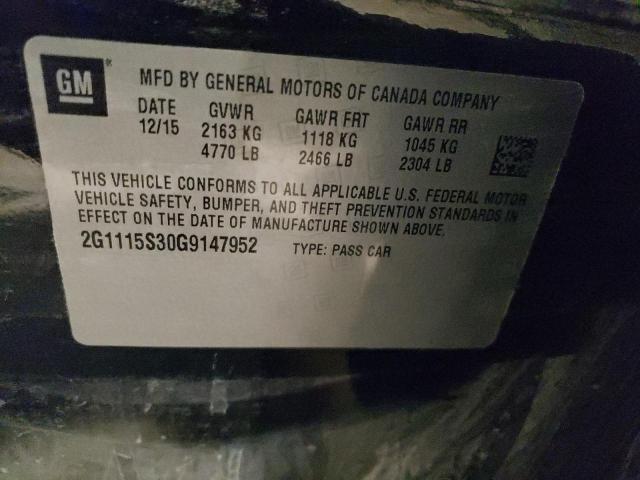 GM
MFD BY GENERAL MOTORS OF CANADA COMPANY
DATE GVWR GAWR FRT GAWR RR
12/15 2163 KG 1118 KG 1045 KG
4770 LB 2466 LB 2304 LB
THIS VEHICLE CONFORMS TO ALL APPLICABLE U.S. FEDERAL MOTOR
VEHICLE SAFETY, BUMPER, AND THEFT PREVENTION STANDARDS IN
EFFECT ON THE DATE OF MANUFACTURE SHOWN ABOVE.
2G1115S30G9147952 TYPE: PASS CAR